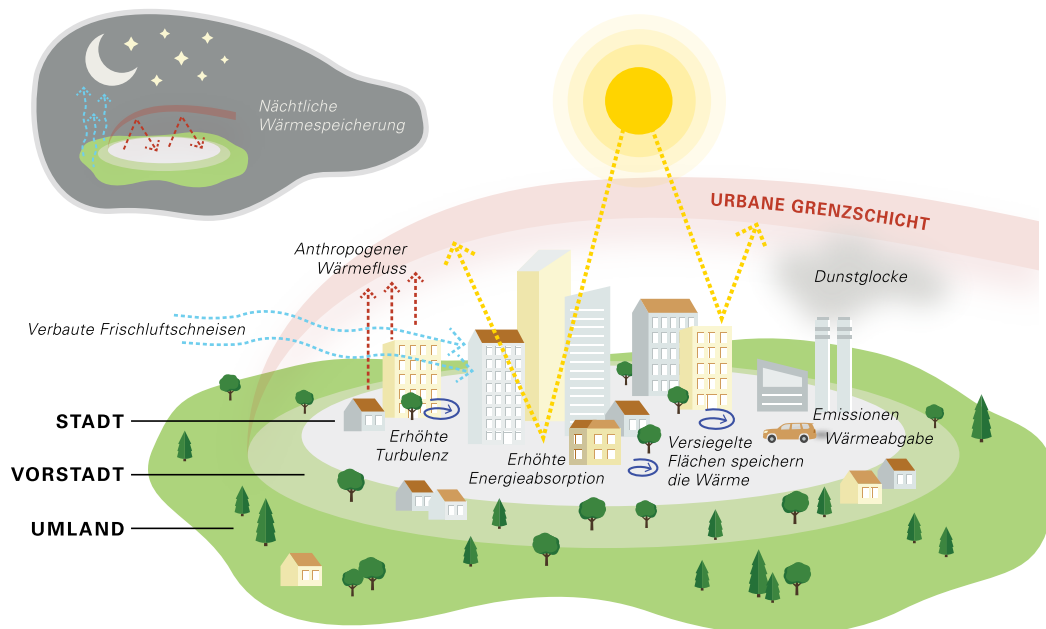 Nächtliche
Wärmespeicherung
URBANE GRENZSCHICHT
Anthropogener
Wärmefluss
Dunstglocke
Verbaute Frischluftschneisen
STADT
VORSTADT
UMLAND
Erhöhte
Turbulenz
Erhöhte
Energieabsorption
Versiegelte
Flächen speichern
die Wärme
Emissionen
Wärmeabgabe